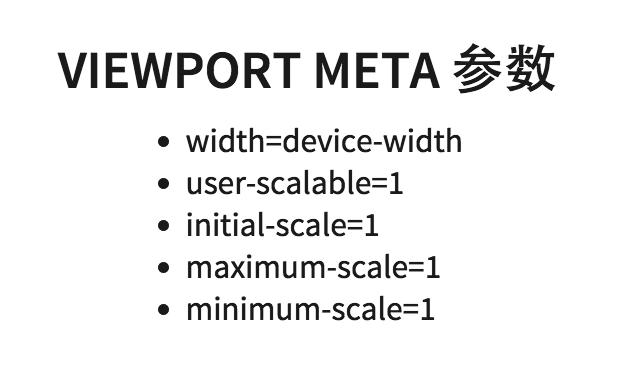 VIEWPORT META 参数
• width=device-width
• user-scalable=1
• initial-scale=1
• maximum-scale=1
• minimum-scale=1